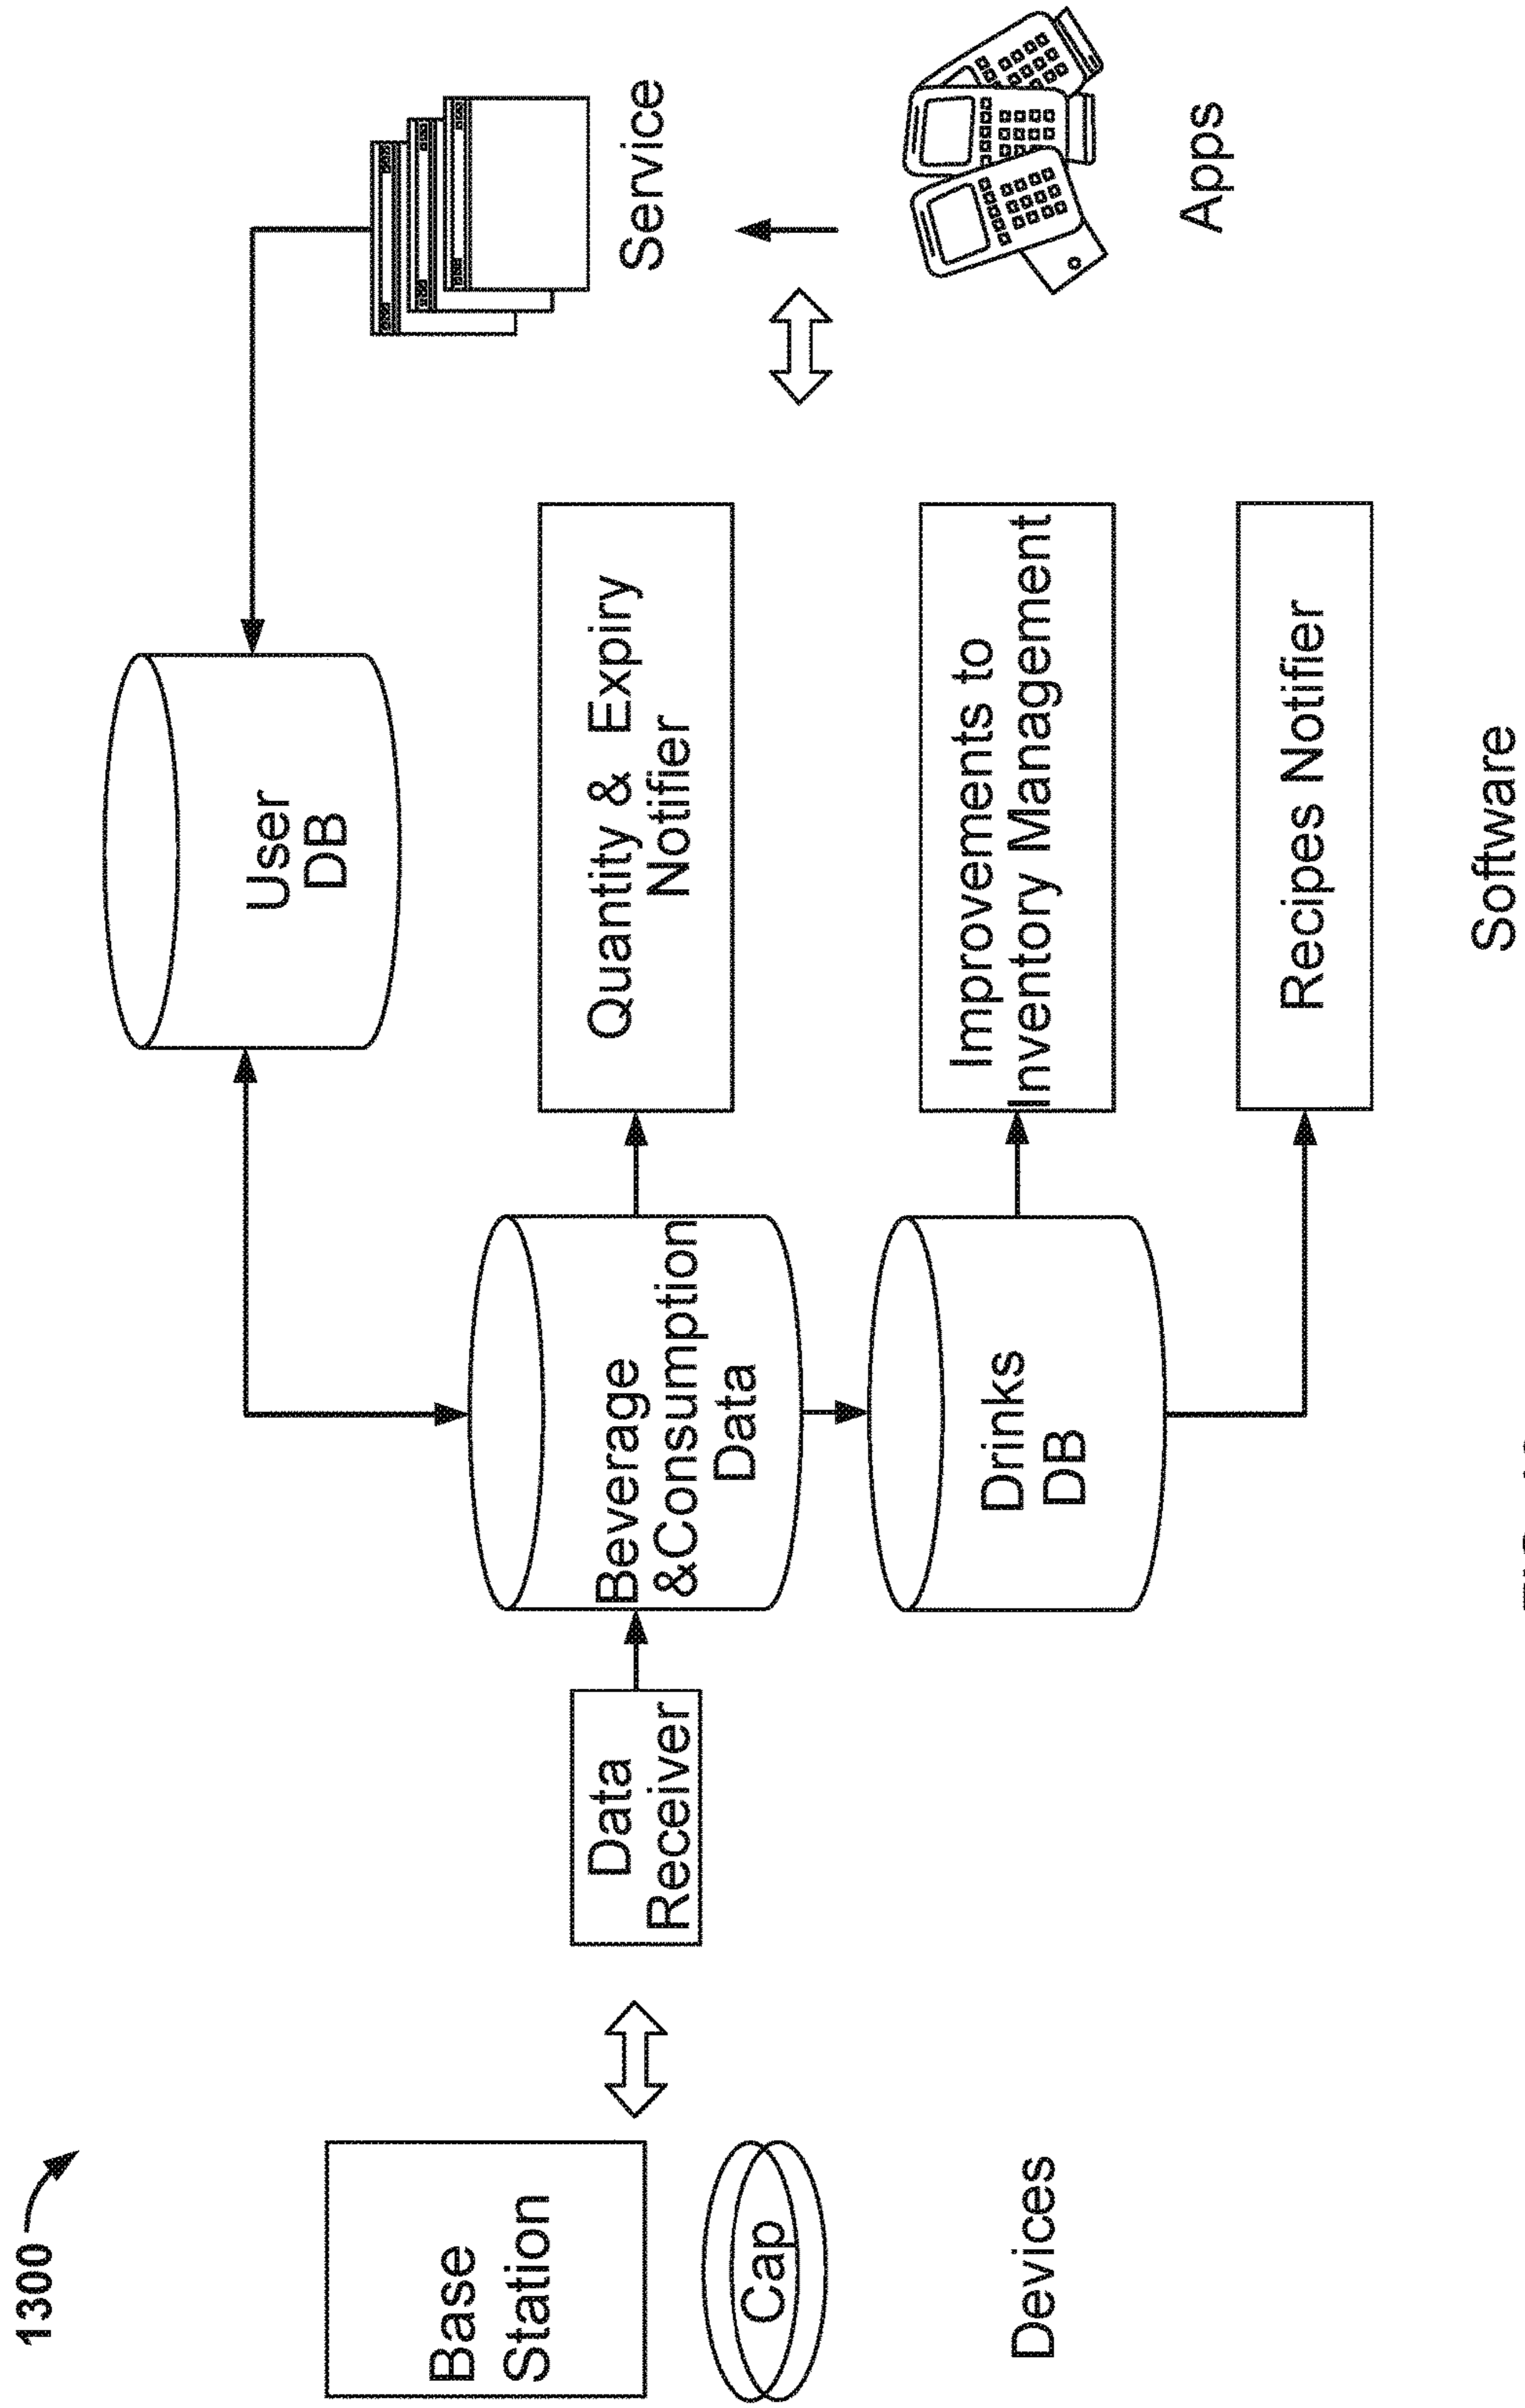 1300
Base
Station
Cap
Devices
Data
Receiver
Beverage
&Consumption
Data
Drinks
DB
User
DB
Quantity & Expiry
Notifier
Improvements to
Inventory Management
Recipes Notifier
Software
Service
Apps